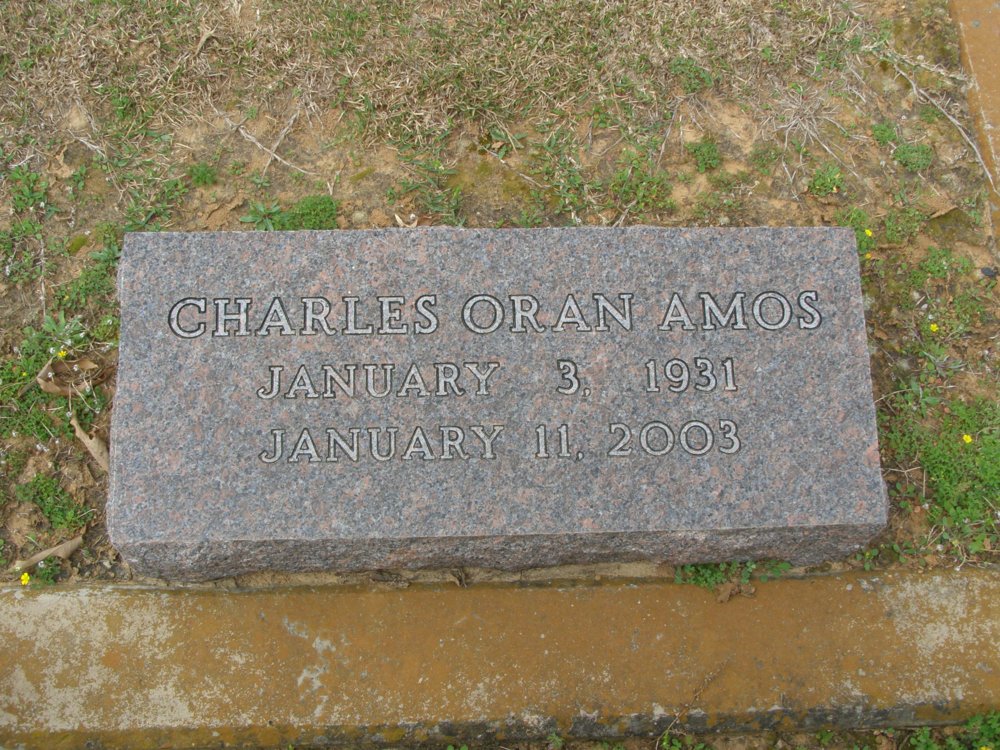 CHARLES ORAN AMOS
JANUARY 3, 1931
JANUARY 11, 2003